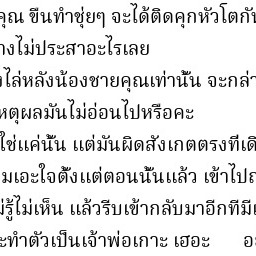 คุณ ขืนทำชุ่ยๆ จะได้ติดคุกหัวโตกับ
างไม่ประสาอะไรเลย
ไล่หลังน้องชายคุณเท่านั้น จะกล่า
หตุผลมันไม่อ่อนไปหรือคะ
ใช่แค่นั้น แต่มันผิดสังเกตตรงที่เดิ
มเอะใจตั้งแต่ตอนนั้นแล้ว เข้าไปถ
ม่รู้ไม่เห็น แล้วรีบเข้ากลับมาอีกทีมี
ะทำตัวเป็นเจ้าพ่อเกาะ เฮอะ